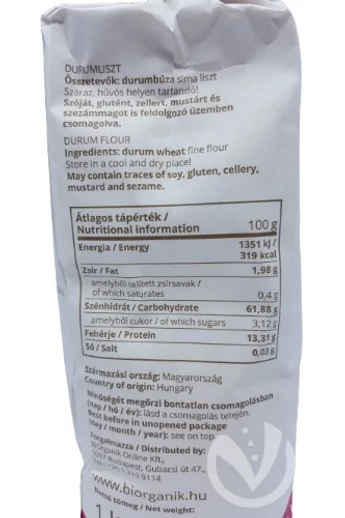 DURUMLISZT
Összetevők: durumbúza sima liszt
Száraz, hűvös helyen tartandó!
Szóját, glutént, zellert, mustárt és
szezámmagot is feldolgozó üzemben
csomagolva.
DURUM FLOUR
Ingredients: durum wheat fine flour
Store in a cool and dry place!
May contain traces of soy, gluten, cellery,
mustard and sezame.
Átlagos tápérték /
Nutritional information 100 g
Energia / Energy 1351 kJ /
319 kcal
Zsír / Fat 1,98 g
amelyből telített zsírsavak /
of which saturates 0,4 g
Szénhidrát / Carbohydrate 61,88 g
amelyből cukor / of which sugars 3,12 g
Fehérje / Protein 13,31 g
Só / Salt 0,03 g
Származási ország: Magyarország
Country of origin: Hungary
Minőségét megőrzi bontatlan csomagolásban
(nap / hó / év): lásd a csomagolás tetején.
Best before in unopened package
(day / month / year): see on top
Forgalmazza / Distributed by:
BiOrganik Online Kft.,
1097 Budapest, Gubacsi út 47.,
www.biorganik.hu
Nettó tömeg / Net weight: